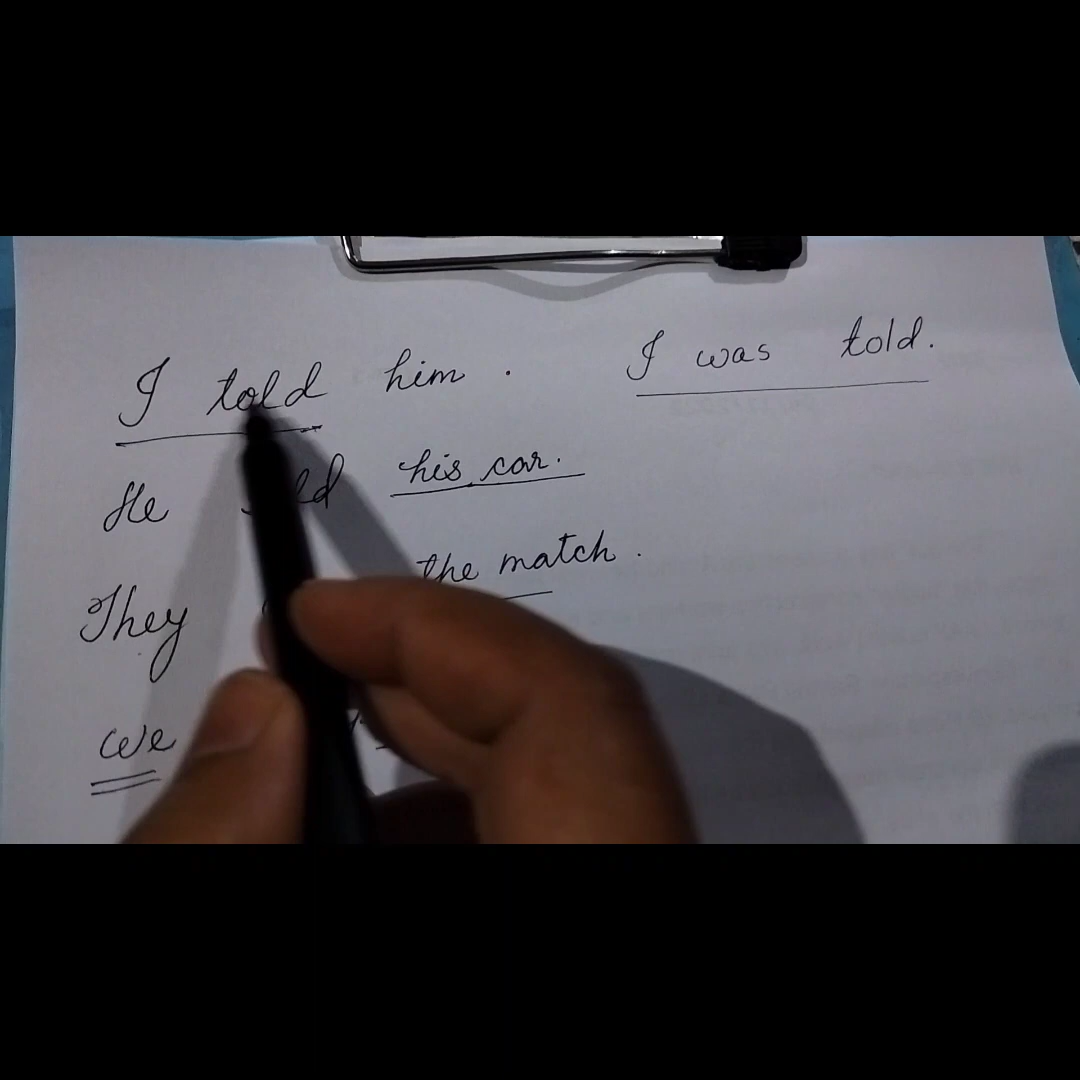 I told him. I was told.
He his car.
They the match.
we